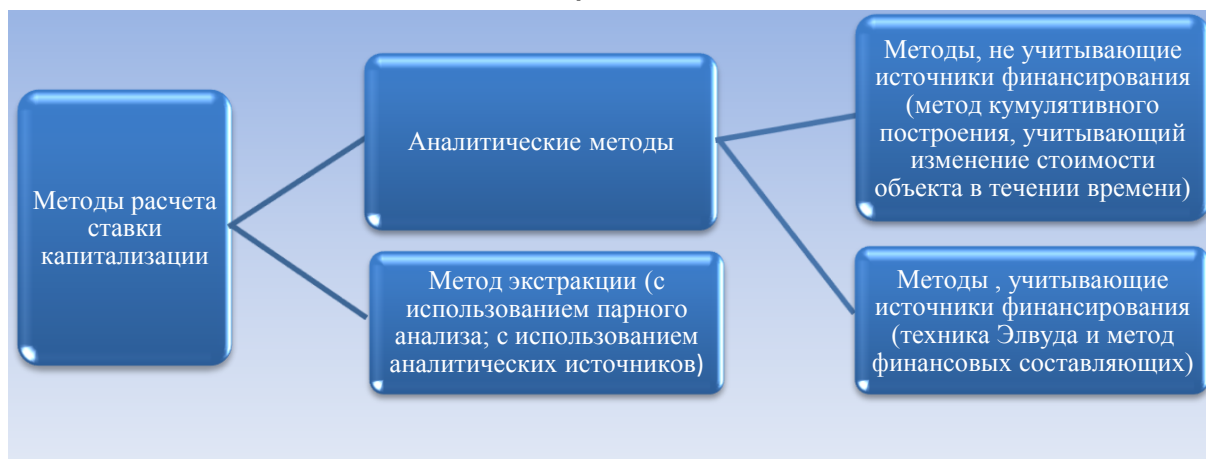 Методы расчета
ставки
капитализации
Аналитические методы
Метод экстракции (с
использованием парного
анализа; с использованием
аналитических источников)
Методы, не учитывающие
источники финансирования
(метод кумулятивного
построения, учитывающий
изменение стоимости
объекта в течении времени)
Методы , учитывающие
источники финансирования
(техника Элвуда и метод
финансовых составляющих)